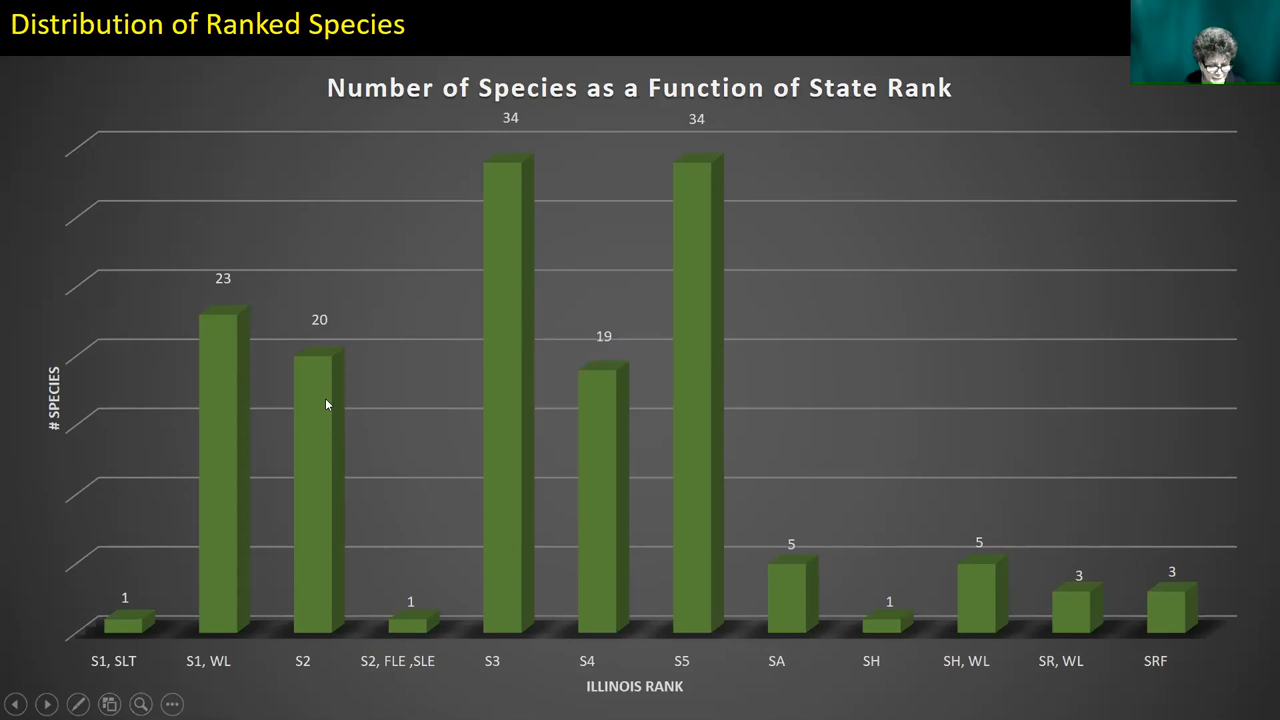 Distribution of Ranked Species
Number of Species as a Function of State Rank
34
34
23
20
19
5
5
3
3
1
1
1
# SPECIES
S1, SLT
S1, WL
S2
S2, FLE ,SLE
S3
S4
S5
SA
SH
SH, WL
SR, WL
SRF
ILLINOIS RANK